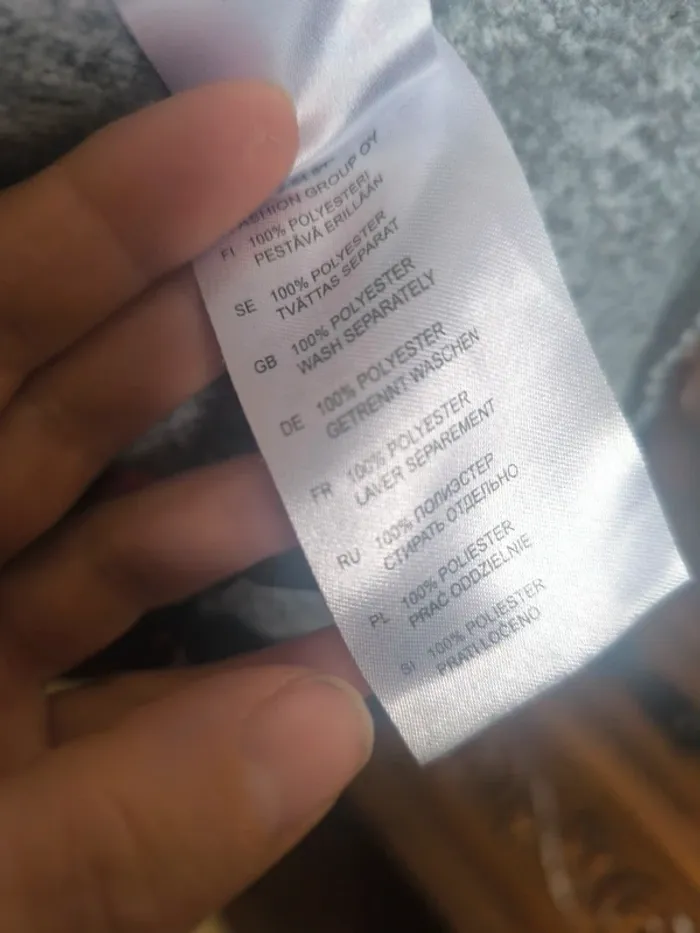 FASHION GROUP OY
FI 100% POLYESTERI
PESTÄVÄ ERILLÄÄN
SE 100% POLYESTER
TVÄTTAS SEPARAT
GB 100% POLYESTER
WASH SEPARATELY
DE 100% POLYESTER
GETRENNT WASCHEN
FR 100% POLYESTER
LAVER SÉPAREMENT
RU 100% ПОЛИЭСТЕР
СТИРАТЬ ОТДЕЛЬНО
PL 100% POLIESTER
PRAĆ ODDZIELNIE
SI 100% POLIESTER
PRATI LOČENO